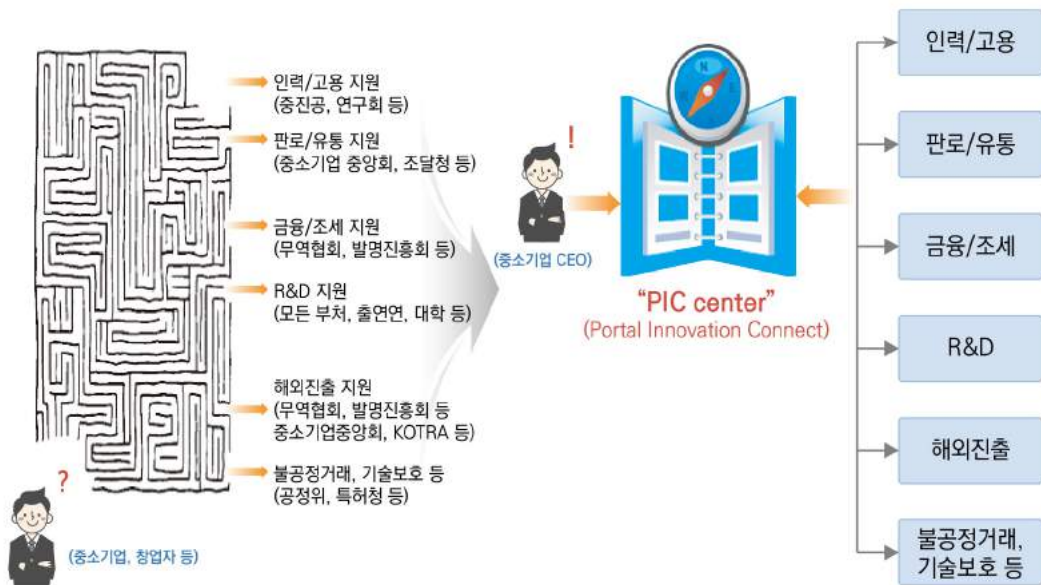 인력/고용 지원
(중진공, 연구회 등)
판로/유통 지원
(중소기업 중앙회, 조달청 등)
금융/조세 지원
(무역협회, 발명진흥회 등)
R&D 지원
(모든 부처, 출연연, 대학 등)
해외진출 지원
(무역협회, 발명진흥회 등
중소기업중앙회, KOTRA 등)
불공정거래, 기술보호 등
(공정위, 특허청 등)
?
(중소기업, 창업자 등)
!
(중소기업 CEO)
N
E
“PIC center”
(Portal Innovation Connect)
인력/고용
판로/유통
금융/조세
R&D
해외진출
불공정거래,
기술보호 등